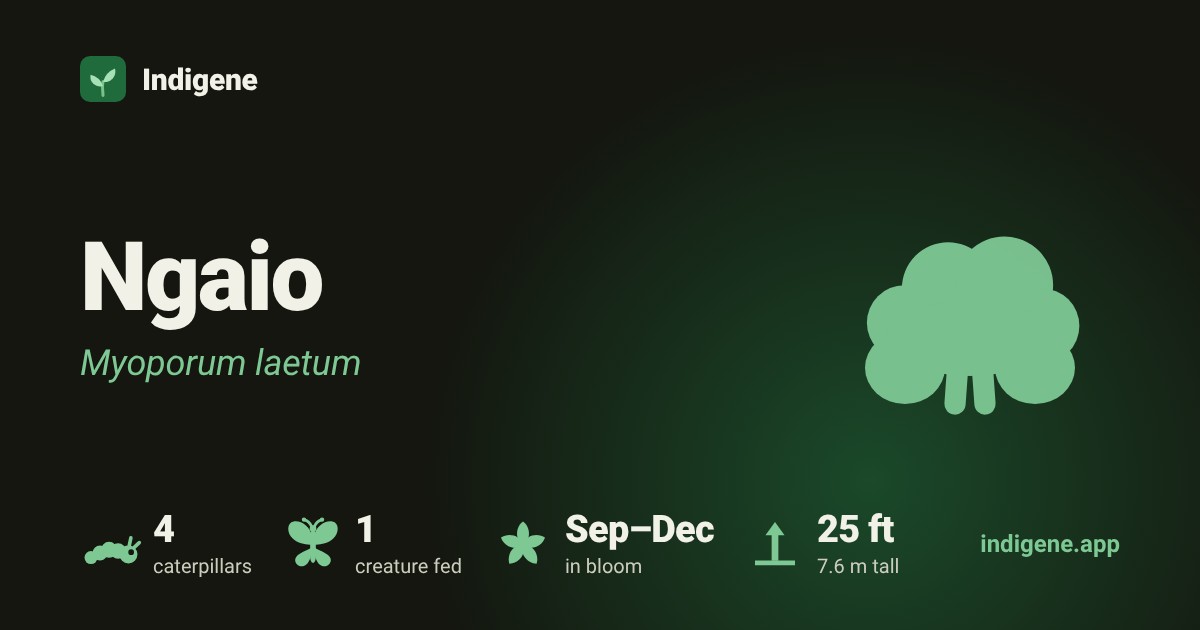 Indigene
Ngaio
Myoporum laetum
4
caterpillars
1
creature fed
Sep–Dec
in bloom
25 ft
7.6 m tall
indigene.app